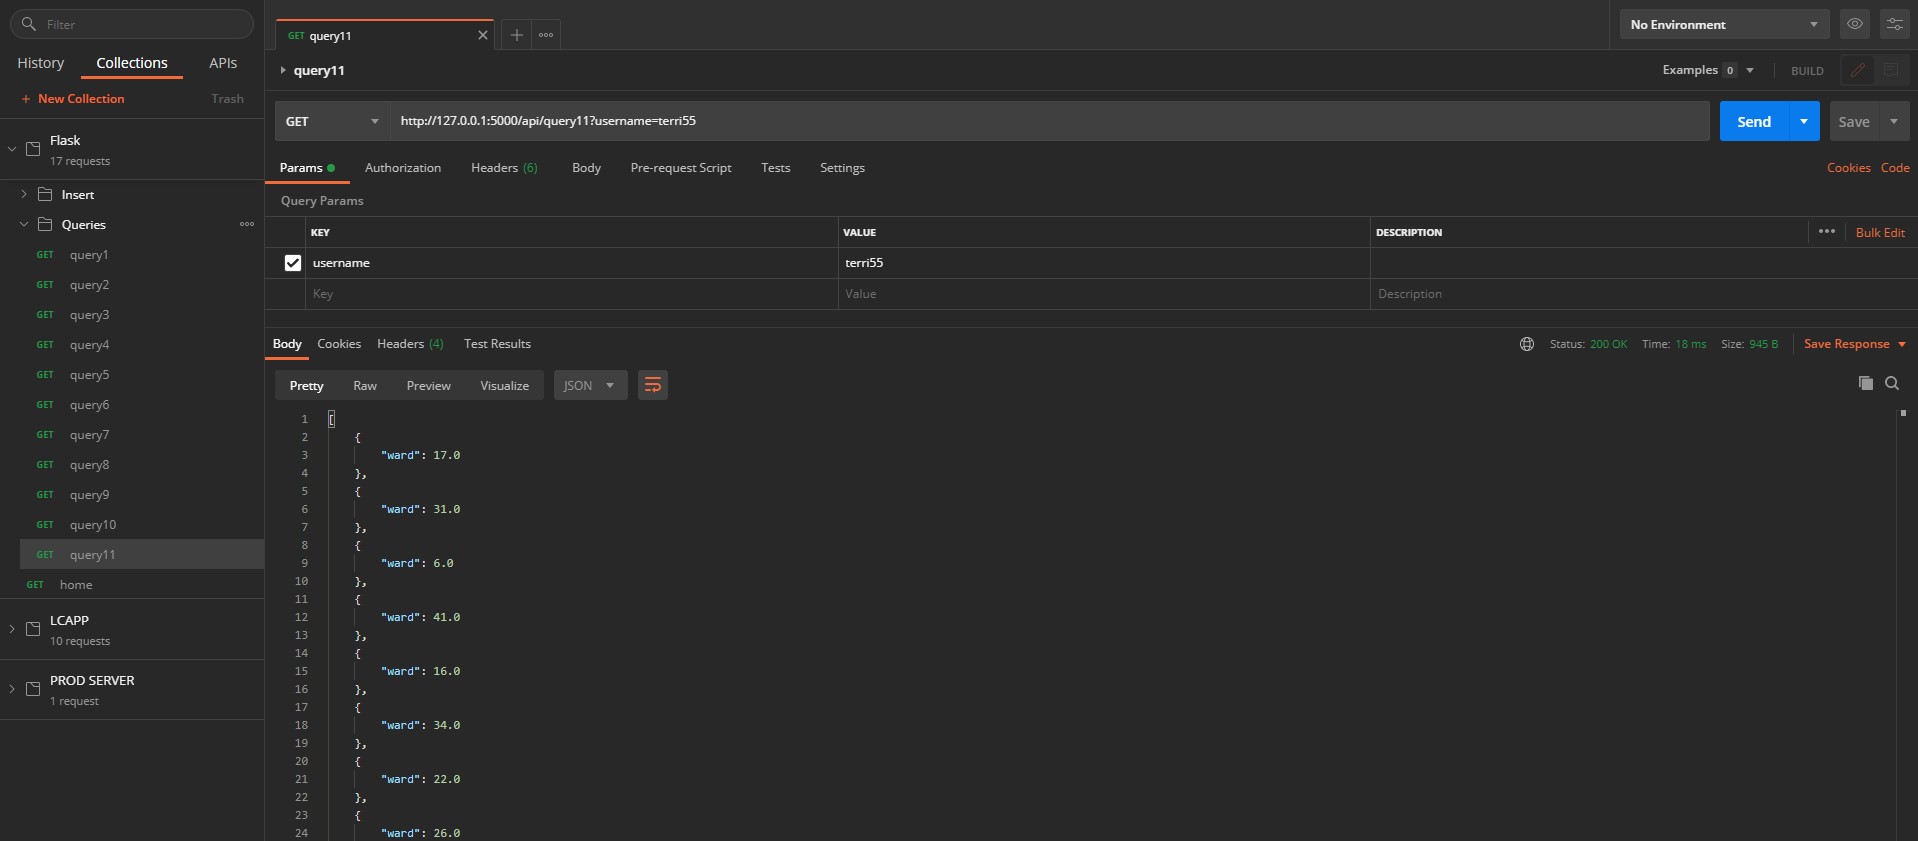 Filter
History Collections APIs
+ New Collection Trash
Flask
17 requests
Insert
Queries
GET query1
GET query2
GET query3
GET query4
GET query5
GET query6
GET query7
GET query8
GET query9
GET query10
GET query11
GET home
LCAPP
10 requests
PROD SERVER
1 request
GET query11
No Environment
query11
Examples 0 BUILD
GET http://127.0.0.1:5000/api/query11?username=terri55 Send Save
Params Authorization Headers (6) Body Pre-request Script Tests Settings Cookies Code
Query Params
KEY VALUE DESCRIPTION Bulk Edit
username terri55
Key Value Description
Body Cookies Headers (4) Test Results Status: 200 OK Time: 18 ms Size: 945 B Save Response
Pretty Raw Preview Visualize JSON
1 [
2 {
3 "ward": 17.0
4 },
5 {
6 "ward": 31.0
7 },
8 {
9 "ward": 6.0
10 },
11 {
12 "ward": 41.0
13 },
14 {
15 "ward": 16.0
16 },
17 {
18 "ward": 34.0
19 },
20 {
21 "ward": 22.0
22 },
23 {
24 "ward": 26.0